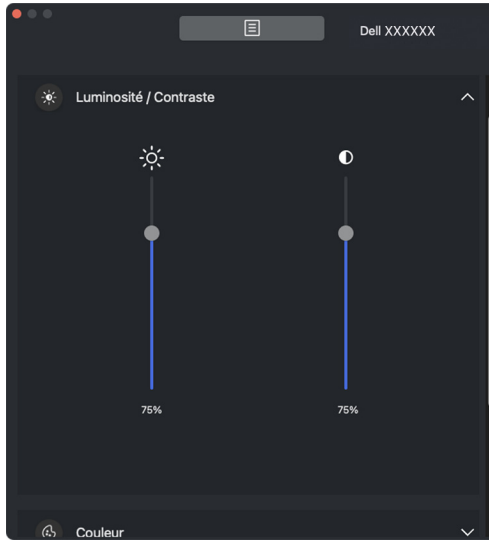 Dell XXXXXX
Luminosité / Contraste
75%
75%
Couleur